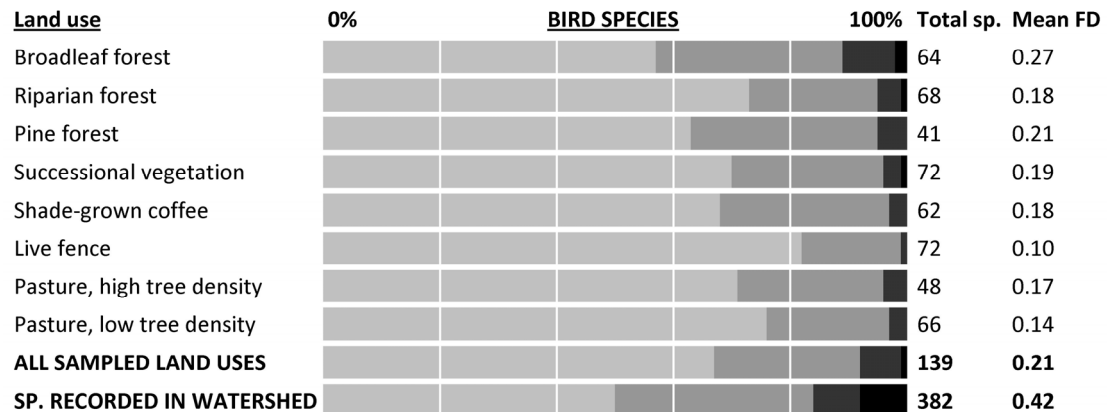 Land use 0% BIRD SPECIES 100% Total sp. Mean FD
Broadleaf forest 64 0.27
Riparian forest 68 0.18
Pine forest 41 0.21
Successional vegetation 72 0.19
Shade-grown coffee 62 0.18
Live fence 72 0.10
Pasture, high tree density 48 0.17
Pasture, low tree density 66 0.14
ALL SAMPLED LAND USES 139 0.21
SP. RECORDED IN WATERSHED 382 0.42